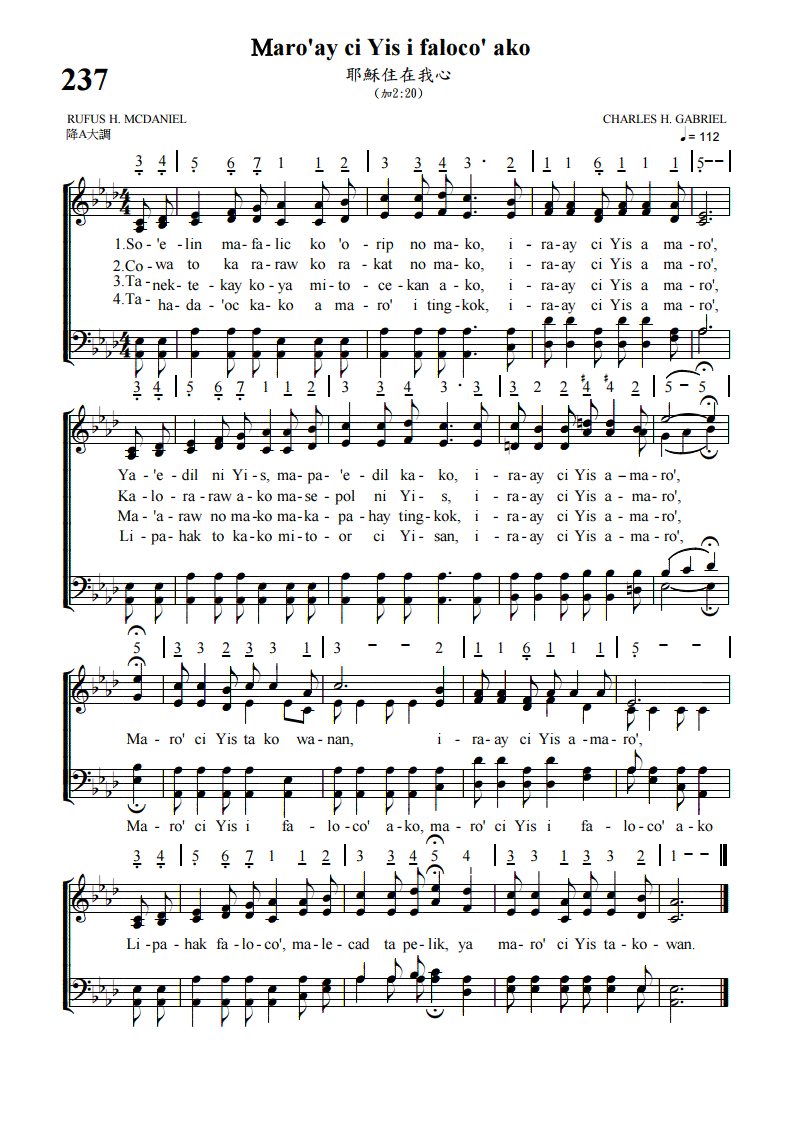 Maro'ay ci Yis i faloco' ako
237
耶穌住在我心
(加2:20)
RUFUS H. MCDANIEL
CHARLES H. GABRIEL
降A大調
♩= 112
3 4 | 5 6 7 1 1 2 | 3 3 4 3 · 2 | 1 1 6 1 1 1 | 5 - - |
1.So-'e-lin ma-fa-lic ko 'o-rip no ma-ko, i-ra-ay ci Yis a ma-ro',
2.Co-wa to ka ra-raw ko ra-kat no ma-ko, i-ra-ay ci Yis a ma-ro',
3.Ta-nek-te-kay ko-ya mi-to-ce-kan a-ko, i-ra-ay ci Yis a ma-ro',
4.Ta-ha-da-'oc ka-ko a ma-ro' i ting-kok, i-ra-ay ci Yis a ma-ro',
3 4 | 5 6 7 1 1 2 | 3 3 4 3 · 3 | 3 2 2 #4 #4 2 | 5 - 5 |
Ya-'e-dil ni Yi-s, ma-pa-'e-dil ka-ko, i-ra-ay ci Yis a-ma-ro',
Ka-lo-ra-raw a-ko ma-se-pol ni Yi-s, i-ra-ay ci Yis a-ma-ro',
Ma-'a-raw no ma-ko ma-ka-pa-hay ting-kok, i-ra-ay ci Yis a-ma-ro',
Li-pa-hak to ka-ko mi-to-or ci Yi-san, i-ra-ay ci Yis a-ma-ro',
5 | 3 3 2 3 3 1 | 3 - - 2 | 1 1 6 1 1 1 | 5 - - |
Ma-ro' ci Yis ta ko wa-nan, i-ra-ay ci Yis a-ma-ro',
Ma-ro' ci Yis i fa-lo-co' a-ko, ma-ro' ci Yis i fa-lo-co' a-ko
3 4 | 5 6 7 1 1 2 | 3 3 4 5 4 | 3 3 1 3 2 | 1 - - ‖
Li-pa-hak fa-lo-co', ma-le-cad ta pe-lik, ya ma-ro' ci Yis ta-ko-wan.